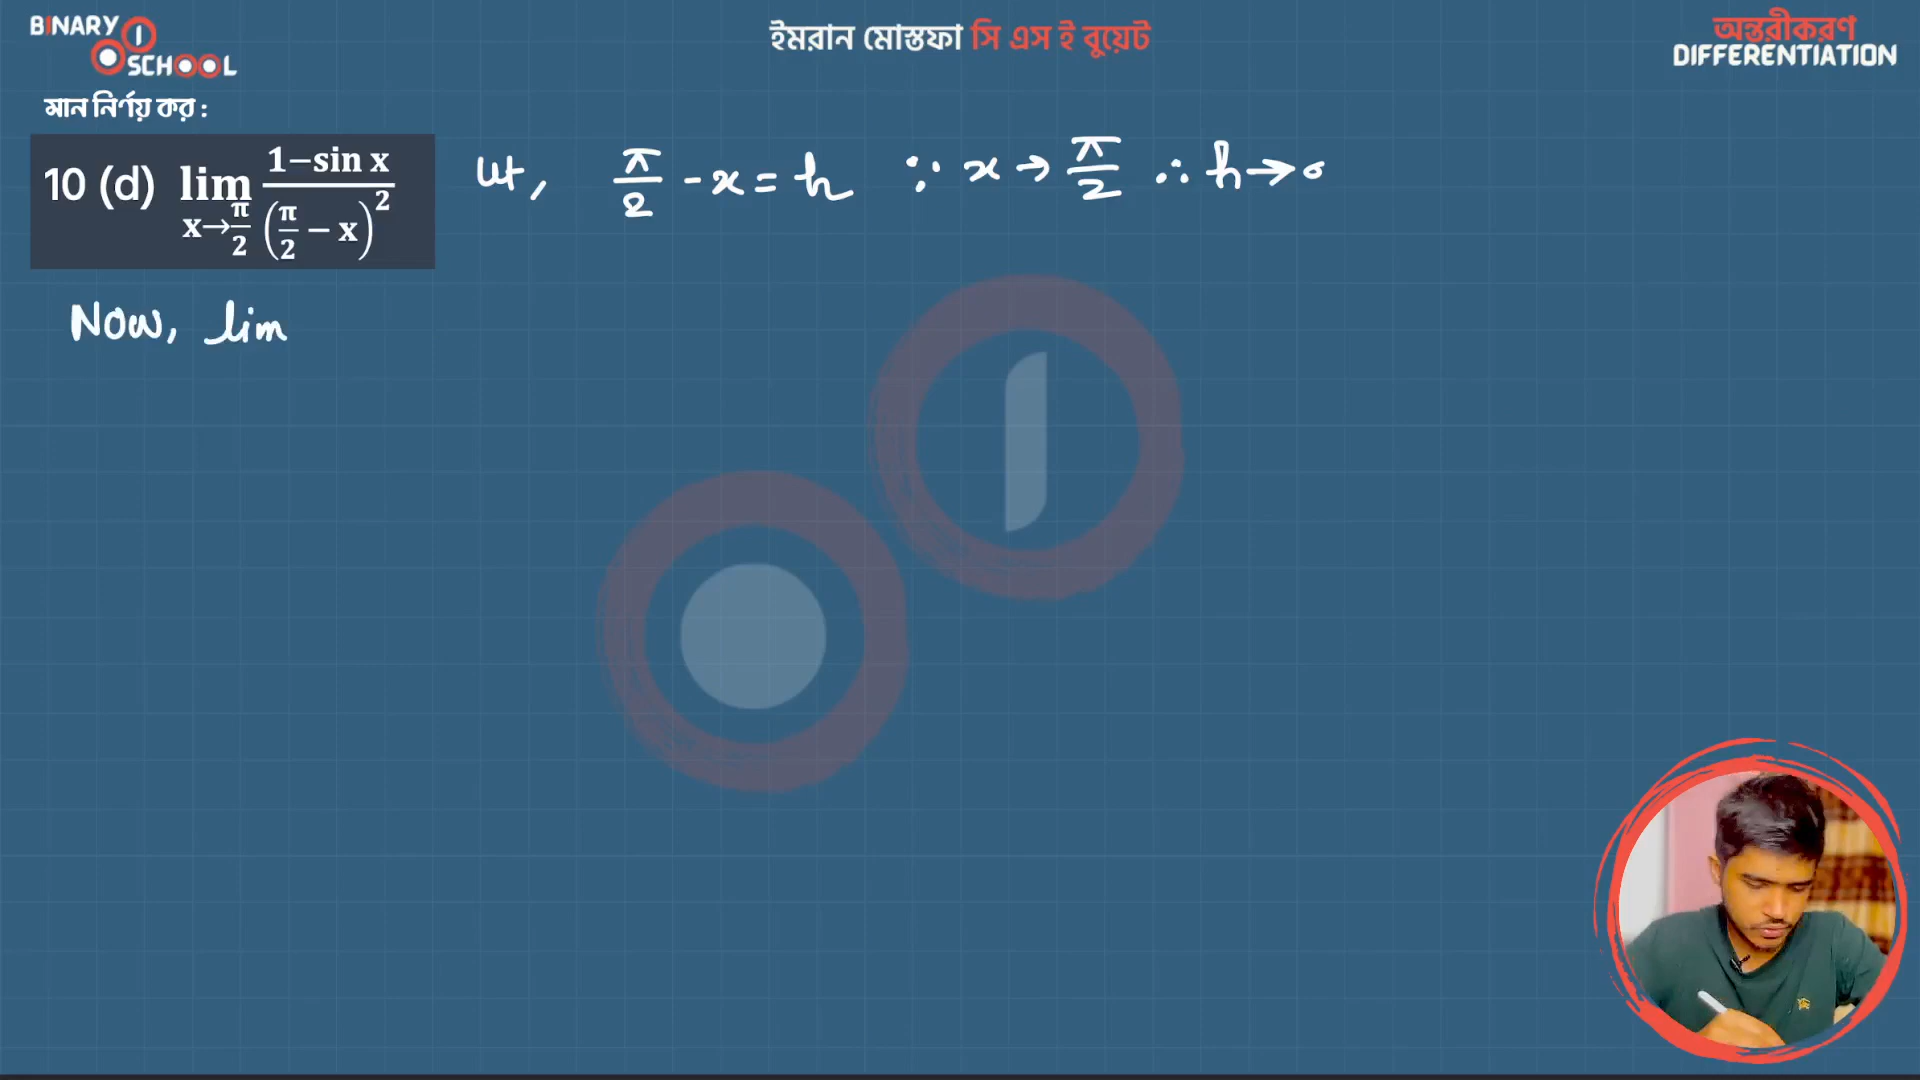 BINARY SCHOOL
ইমরান মোস্তফা সি এস ই বুয়েট
অন্তরীকরণ
DIFFERENTIATION
মান নির্ণয় কর :
10 (d) lim x→π/2 (1−sin x)/(π/2 − x)²
Let, π/2 - x = h ∵ x → π/2 ∴ h → 0
Now, lim